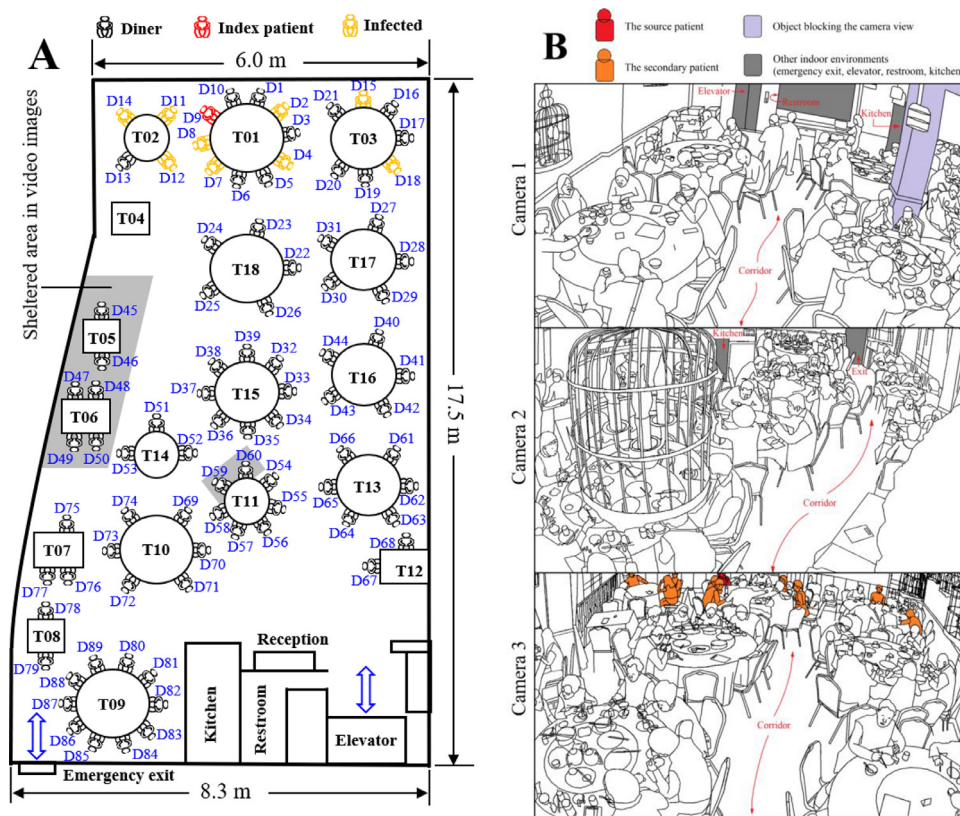 A
Diner
Index patient
Infected
6.0 m
D10
D1
D14
D11
D9
D2
D3
D15
D21
D16
D8
D17
T02
T01
T03
D4
D13
D12
D7
D6
D5
D20
D19
D18
Sheltered area in video images
T04
D23
D27
D24
D31
D22
D28
T18
T17
D25
D26
D30
D29
D45
T05
D46
D39
D40
D38
D32
D44
D47
D48
D37
D33
D41
T15
T16
T06
D51
D36
D35
D34
D43
D42
D49
D50
D53
T14
D52
D60
D59
D54
D66
D61
T11
D55
T13
D65
D62
D58
D57
D56
D64
D63
D75
D74
D69
D73
D68
T07
T10
D70
D67
T12
D77
D76
D72
D71
D78
T08
D79
D89
D80
D88
D81
D87
T09
D82
D86
D83
D85
D84
Reception
Kitchen
Restroom
Elevator
Emergency exit
17.5 m
8.3 m
B
The source patient
Object blocking the camera view
The secondary patient
Other indoor environments
(emergency exit, elevator, restroom, kitchen)
Camera 1
Elevator
Restroom
Kitchen
Corridor
Camera 2
Kitchen
Exit
Corridor
Camera 3
Corridor